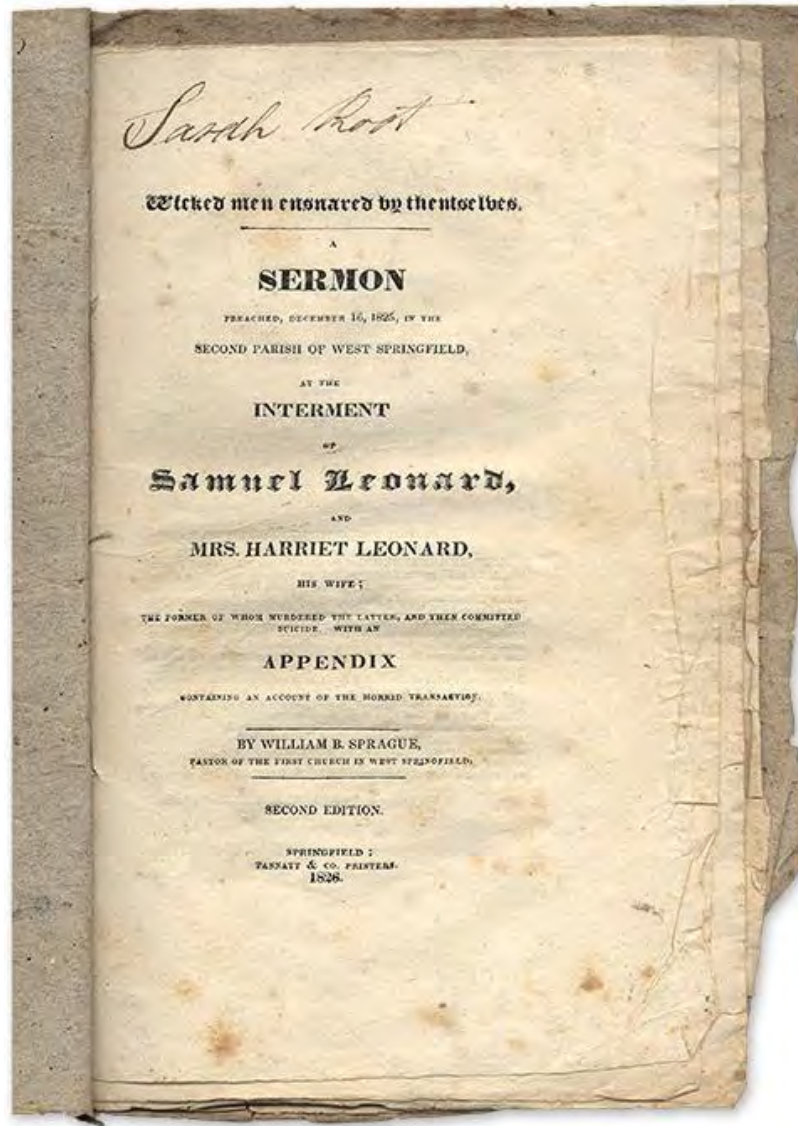 Sarah Root
Wicked men ensnared by themselves.
A
SERMON
PREACHED, DECEMBER 16, 1825, IN THE
SECOND PARISH OF WEST SPRINGFIELD,
AT THE
INTERMENT
OF
Samuel Leonard,
AND
MRS. HARRIET LEONARD,
HIS WIFE;
THE FORMER OF WHOM MURDERED THE LATTER, AND THEN COMMITTED
SUICIDE. WITH AN
APPENDIX
CONTAINING AN ACCOUNT OF THE HORRID TRANSACTION.
BY WILLIAM B. SPRAGUE,
PASTOR OF THE FIRST CHURCH IN WEST SPRINGFIELD.
SECOND EDITION.
SPRINGFIELD;
TANNATT & CO. PRINTERS.
1826.